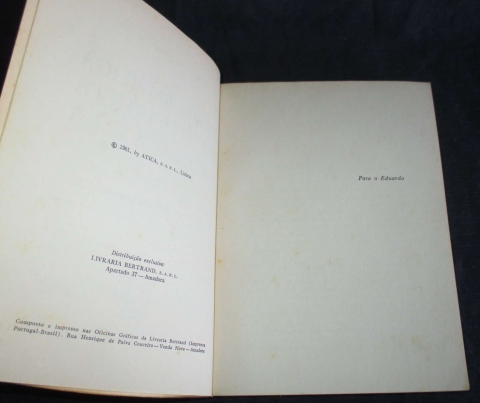 © 1961, by ATICA, S. A. R. L., Lisboa
Distribuição exclusiva:
LIVRARIA BERTRAND, S. A. R. L.
Apartado 37 — Amadora
Composto e impresso nas Oficinas Gráficas da Livraria Bertrand (Imprensa
Portugal-Brasil). Rua Henrique de Paiva Couceiro — Venda Nova — Amadora
Para o Eduardo